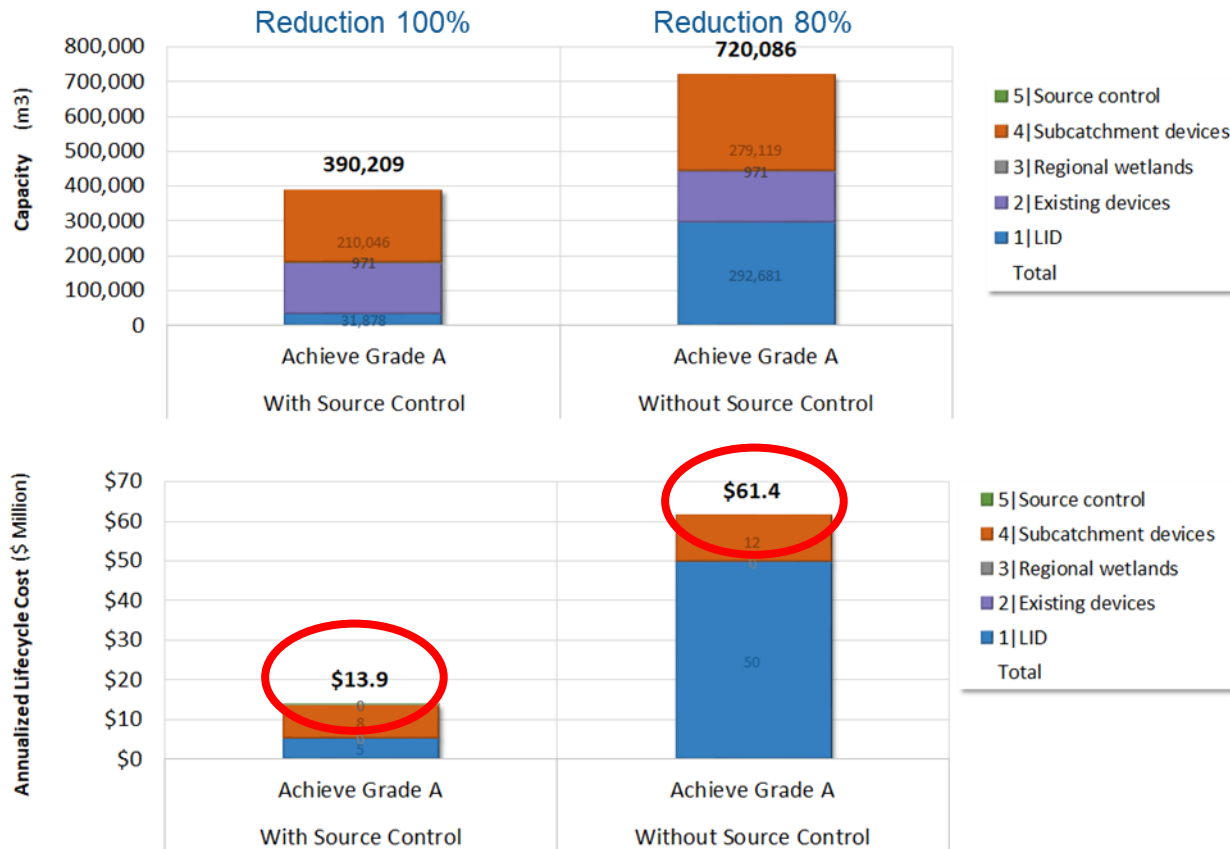 Reduction 100%
Reduction 80%
Capacity (m3)
800,000
700,000
600,000
500,000
400,000
300,000
200,000
100,000
0
390,209
210,046
971
31,878
720,086
279,119
971
292,681
Achieve Grade A
Achieve Grade A
With Source Control
Without Source Control
5|Source control
4|Subcatchment devices
3|Regional wetlands
2|Existing devices
1|LID
Total
Annualized Lifecycle Cost ($ Million)
$70
$60
$50
$40
$30
$20
$10
$0
$13.9
0
8
0
5
$61.4
12
0
50
Achieve Grade A
Achieve Grade A
With Source Control
Without Source Control
5|Source control
4|Subcatchment devices
3|Regional wetlands
2|Existing devices
1|LID
Total